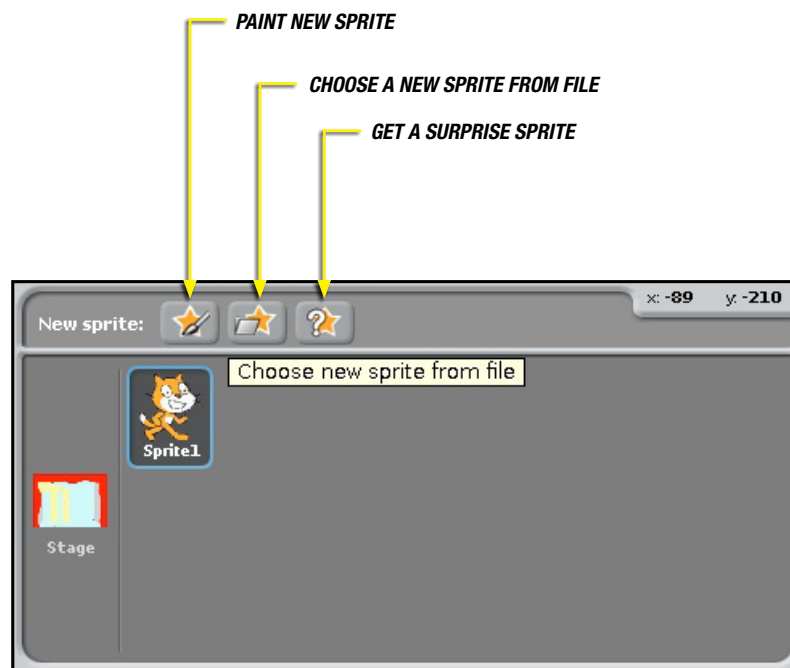 PAINT NEW SPRITE
CHOOSE A NEW SPRITE FROM FILE
GET A SURPRISE SPRITE
x: -89 y: -210
New sprite:
Choose new sprite from file
Sprite1
Stage